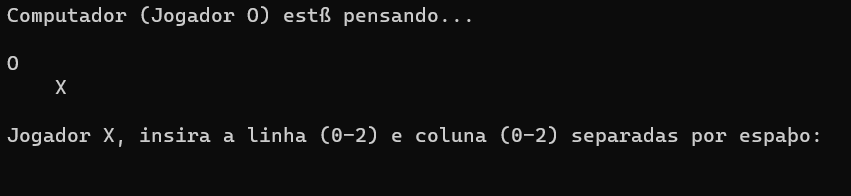 Computador (Jogador O) estß pensando...
O
X
Jogador X, insira a linha (0-2) e coluna (0-2) separadas por espaþo: